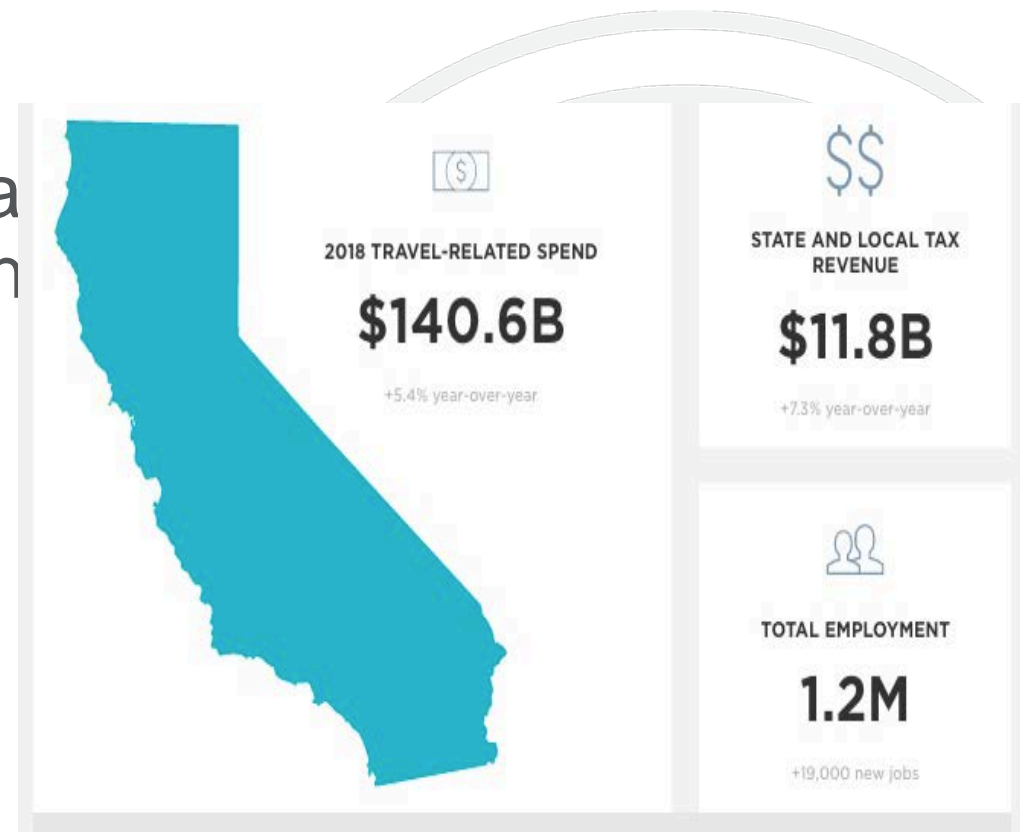 a
n
$
2018 TRAVEL-RELATED SPEND
$140.6B
+5.4% year-over-year
$$
STATE AND LOCAL TAX
REVENUE
$11.8B
+7.3% year-over-year
TOTAL EMPLOYMENT
1.2M
+19,000 new jobs